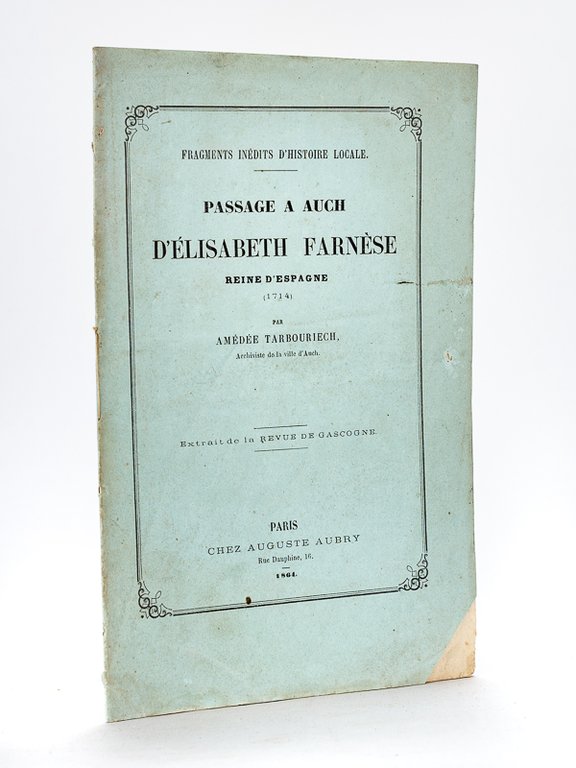 FRAGMENTS INÉDITS D'HISTOIRE LOCALE.
PASSAGE A AUCH
D'ÉLISABETH FARNÈSE
REINE D'ESPAGNE
(1714)
PAR
AMÉDÉE TARBOURIECH,
Archiviste de la ville d'Auch.
Extrait de la REVUE DE GASCOGNE.
PARIS
CHEZ AUGUSTE AUBRY
Rue Dauphine, 16.
1864.